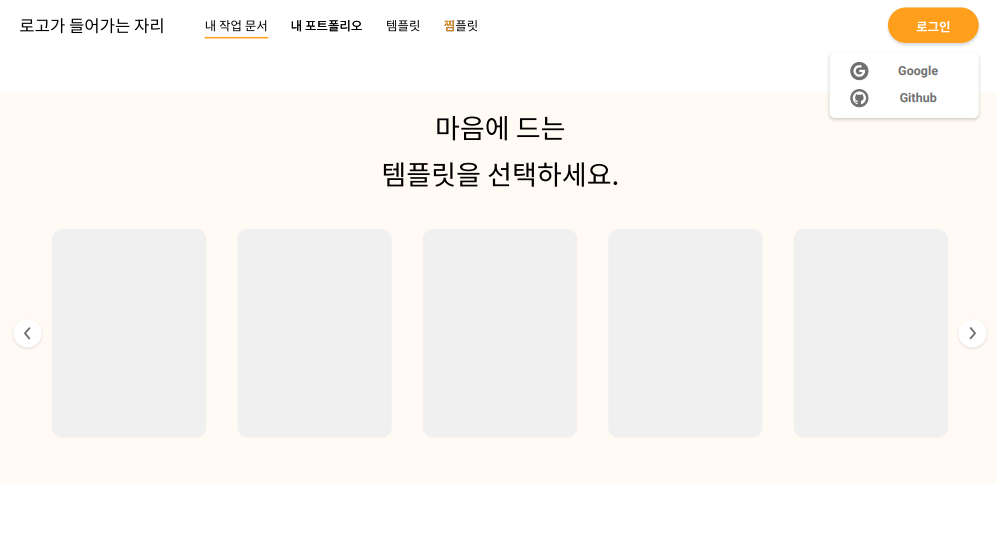 로고가 들어가는 자리
내 작업 문서
내 포트폴리오
템플릿
찜플릿
로그인
Google
Github
마음에 드는
템플릿을 선택하세요.